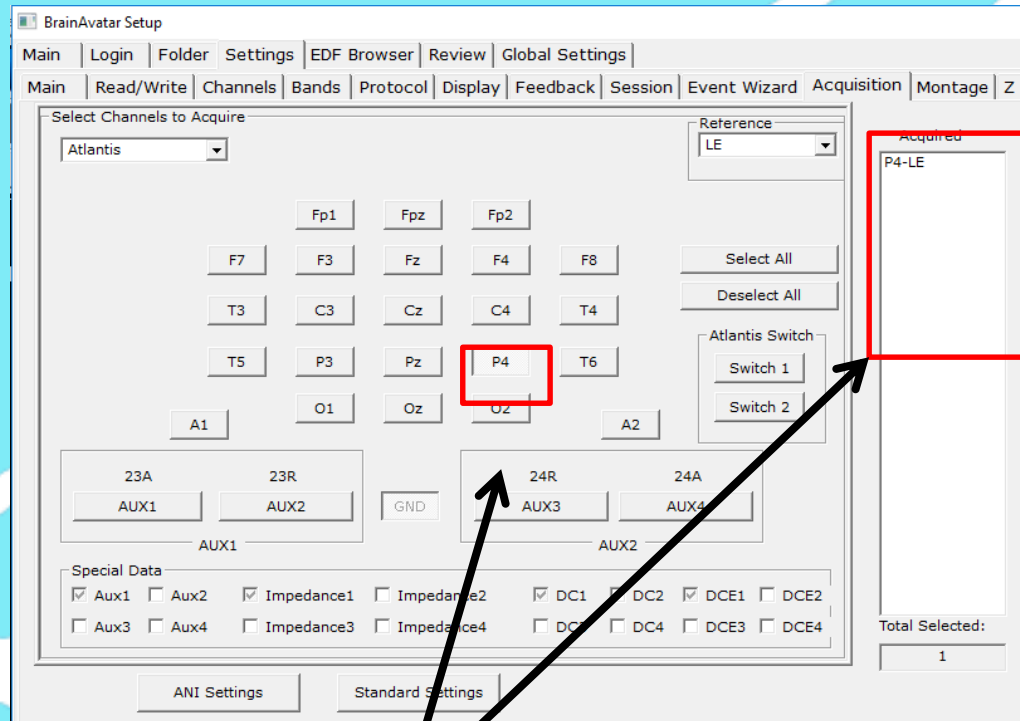 BrainAvatar Setup
Main Login Folder Settings EDF Browser Review Global Settings
Main Read/Write Channels Bands Protocol Display Feedback Session Event Wizard Acquisition Montage Z
Select Channels to Acquire
Reference
Acquired
Atlantis
LE
P4-LE
Fp1 Fpz Fp2
F7 F3 Fz F4 F8
Select All
T3 C3 Cz C4 T4
Deselect All
Atlantis Switch
T5 P3 Pz P4 T6
Switch 1
O1 Oz O2
Switch 2
A1 A2
23A 23R 24R 24A
AUX1 AUX2 GND AUX3 AUX4
AUX1 AUX2
Special Data
Aux1 Aux2 Impedance1 Impedance2 DC1 DC2 DCE1 DCE2
Aux3 Aux4 Impedance3 Impedance4 DC3 DC4 DCE3 DCE4
Total Selected:
1
ANI Settings Standard Settings